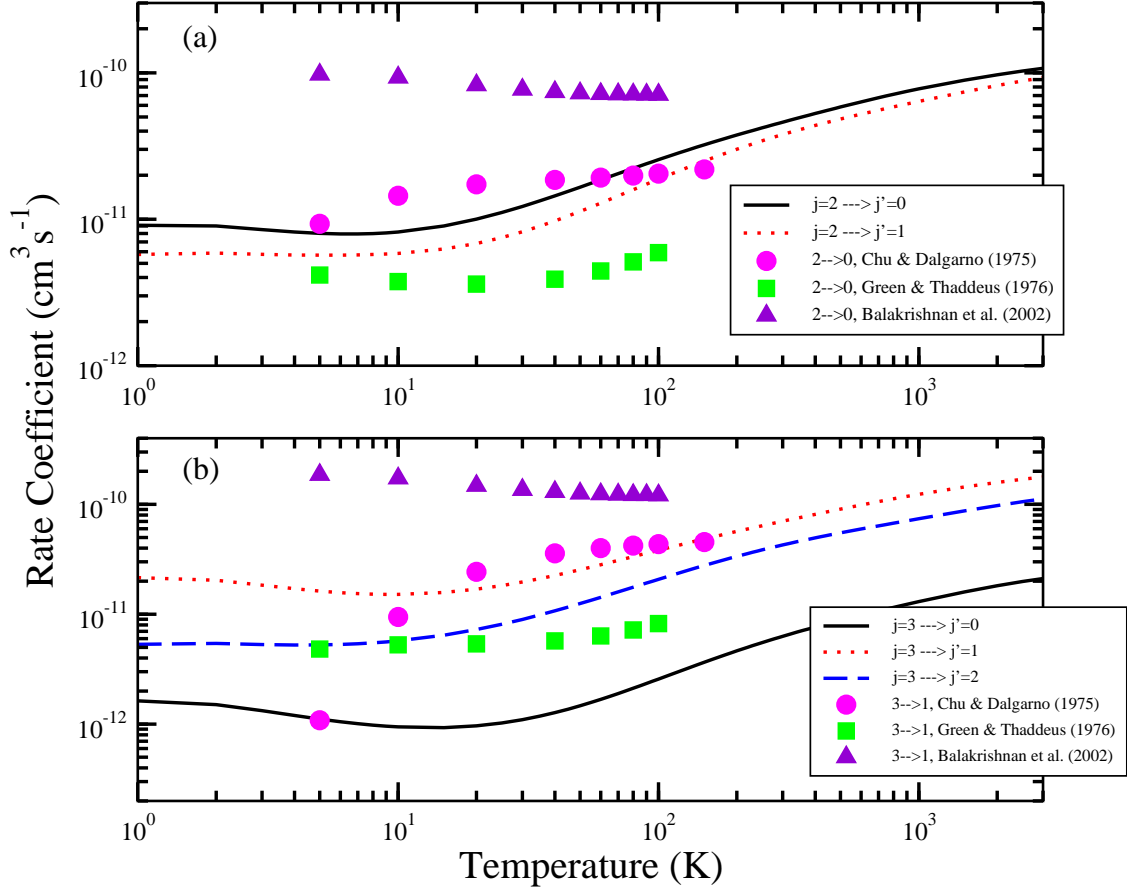 (a)
10^-10
10^-11
10^-12
j=2 ---> j'=0
j=2 ---> j'=1
2-->0, Chu & Dalgarno (1975)
2-->0, Green & Thaddeus (1976)
2-->0, Balakrishnan et al. (2002)
10^0 10^1 10^2 10^3
Rate Coefficient (cm^3 s^-1)
(b)
10^-10
10^-11
10^-12
j=3 ---> j'=0
j=3 ---> j'=1
j=3 ---> j'=2
3-->1, Chu & Dalgarno (1975)
3-->1, Green & Thaddeus (1976)
3-->1, Balakrishnan et al. (2002)
10^0 10^1 10^2 10^3
Temperature (K)